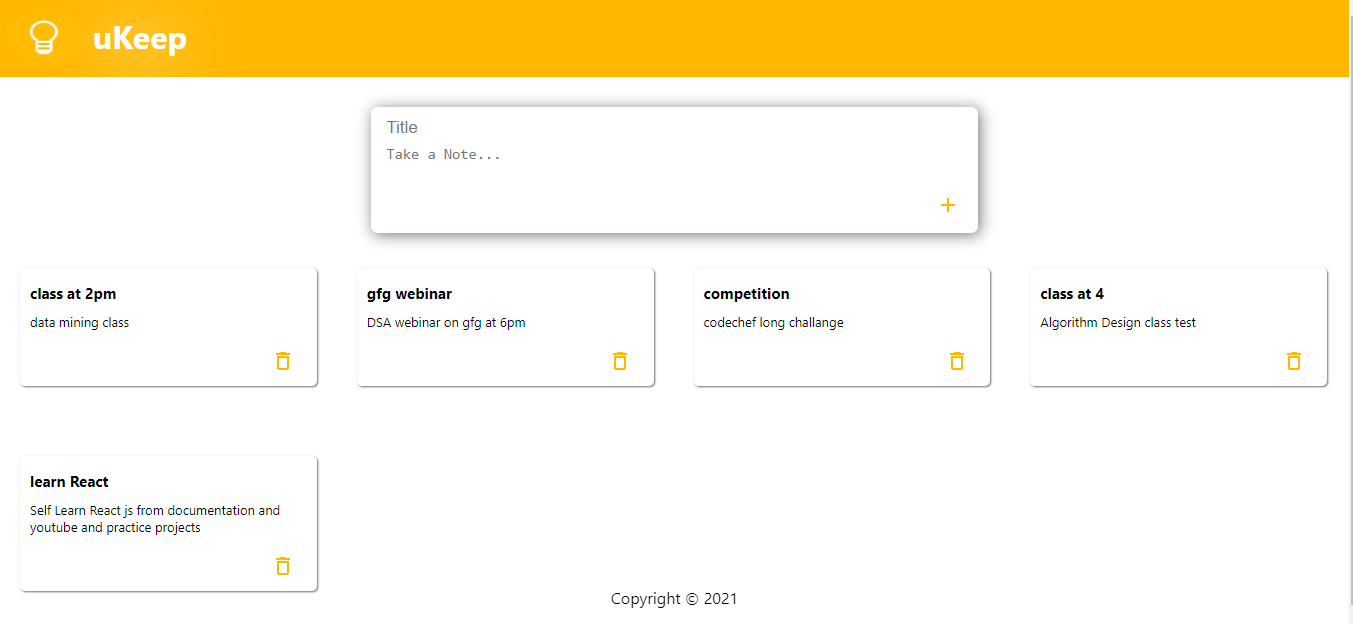 uKeep
Title
Take a Note...
class at 2pm
data mining class
gfg webinar
DSA webinar on gfg at 6pm
competition
codechef long challange
class at 4
Algorithm Design class test
learn React
Self Learn React js from documentation and
youtube and practice projects
Copyright © 2021